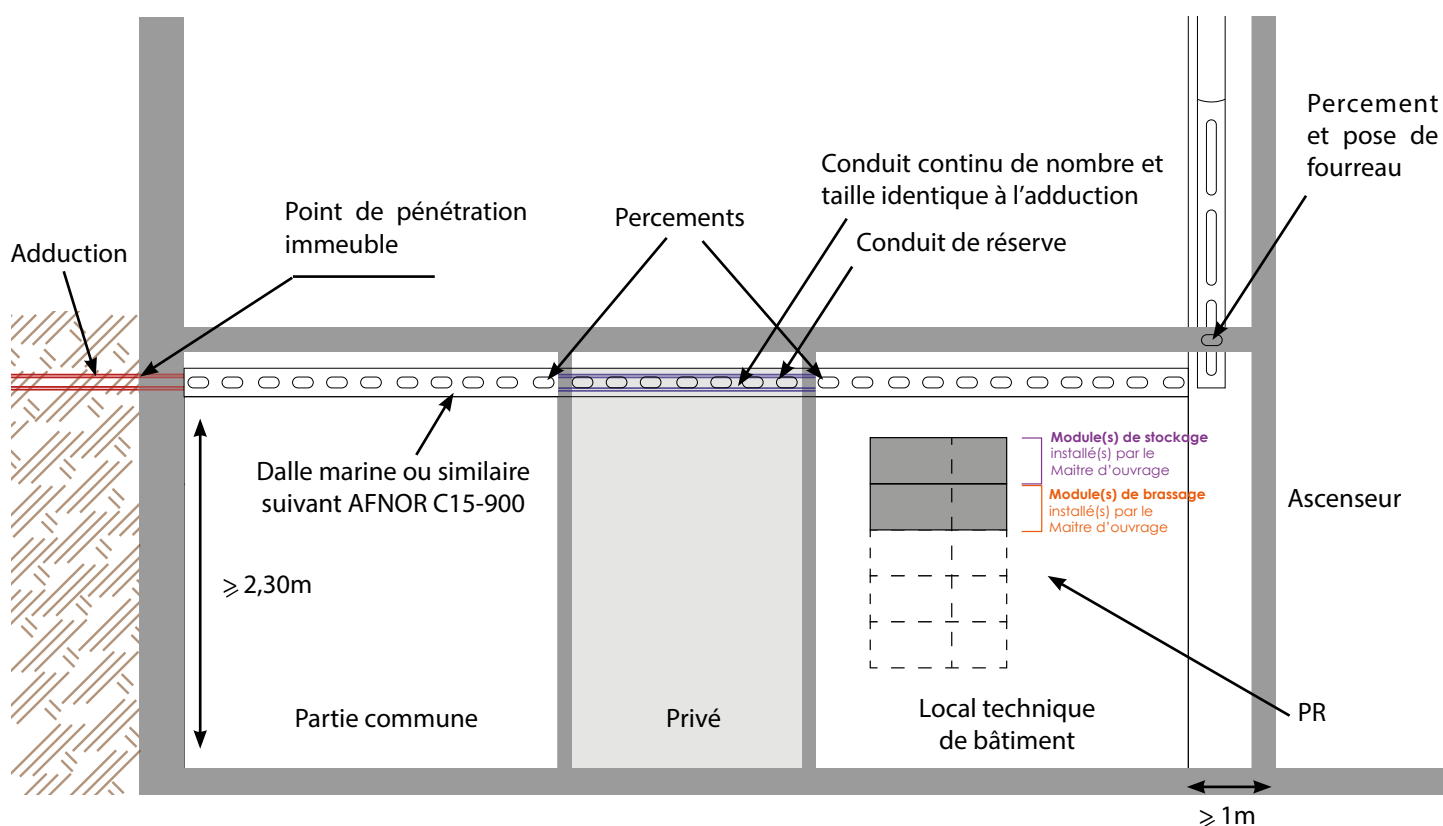 Percement
et pose de
fourreau
Conduit continu de nombre et
taille identique à l’adduction
Conduit de réserve
Percements
Point de pénétration
immeuble
Adduction
Dalle marine ou similaire
suivant AFNOR C15-900
⩾ 2,30m
Module(s) de stockage
installé(s) par le
Maitre d’ouvrage
Module(s) de brassage
installé(s) par le
Maitre d’ouvrage
Ascenseur
Partie commune
Privé
Local technique
de bâtiment
PR
⩾ 1m